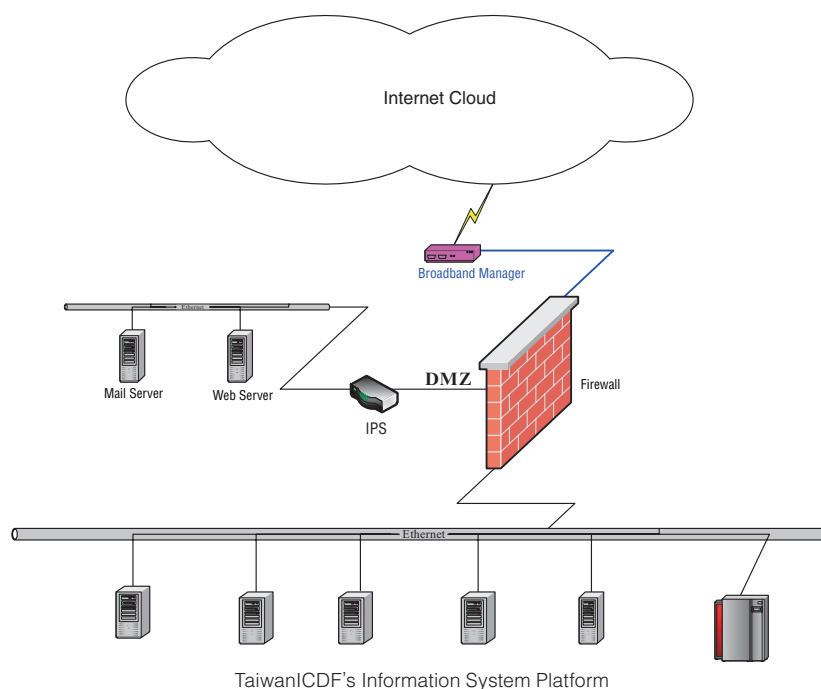 Internet Cloud
Broadband Manager
Ethernet
Mail Server
Web Server
DMZ
IPS
Firewall
Ethernet
TaiwanICDF's Information System Platform